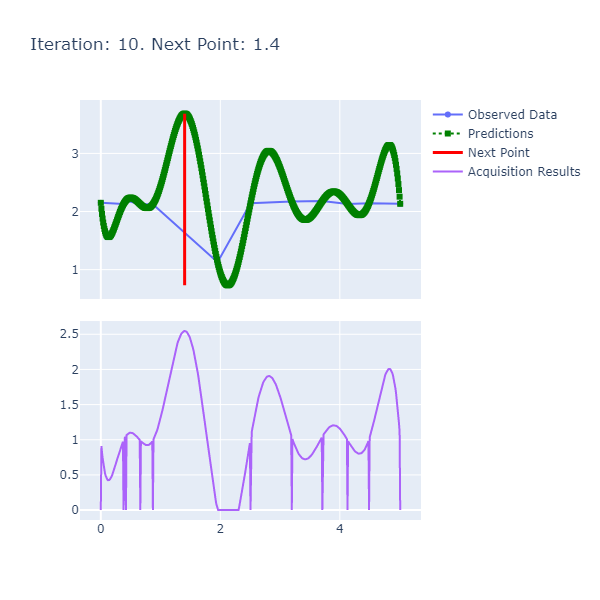 Iteration: 10. Next Point: 1.4
Observed Data
Predictions
Next Point
Acquisition Results
3
2
1
2.5
2
1.5
1
0.5
0
0
2
4